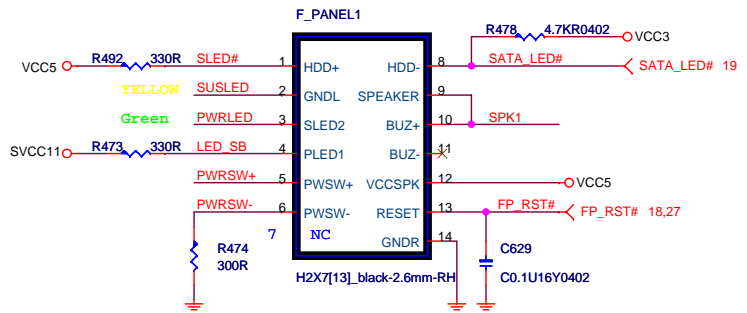 F_PANEL1
R478 4.7KR0402 VCC3
VCC5 R492 330R SLED# 1 HDD+ HDD- 8 SATA_LED# SATA_LED# 19
YELLOW SUSLED 2 GNDL SPEAKER 9
Green PWRLED 3 SLED2 BUZ+ 10 SPK1
SVCC11 R473 330R LED_SB 4 PLED1 BUZ- 11
PWRSW+ 5 PWSW+ VCCSPK 12 VCC5
PWRSW- 6 PWSW- RESET 13 FP_RST# FP_RST# 18,27
7 NC GNDR 14
R474
300R
C629
C0.1U16Y0402
H2X7[13]_black-2.6mm-RH